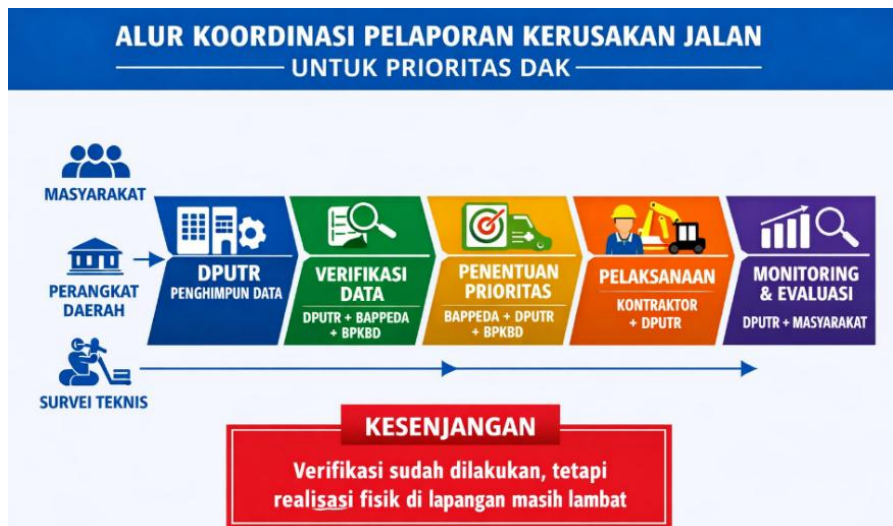 ALUR KOORDINASI PELAPORAN KERUSAKAN JALAN
UNTUK PRIORITAS DAK
MASYARAKAT
PERANGKAT
DAERAH
SURVEI TEKNIS
DPUTR
PENGHIMPUN DATA
VERIFIKASI
DATA
DPUTR + BAPPEDA
+ BPKBD
PENENTUAN
PRIORITAS
BAPPEDA + DPUTR
+ BPKBD
PELAKSANAAN
KONTRAKTOR
+ DPUTR
MONITORING
& EVALUASI
DPUTR + MASYARAKAT
KESENJANGAN
Verifikasi sudah dilakukan, tetapi
realisasi fisik di lapangan masih lambat